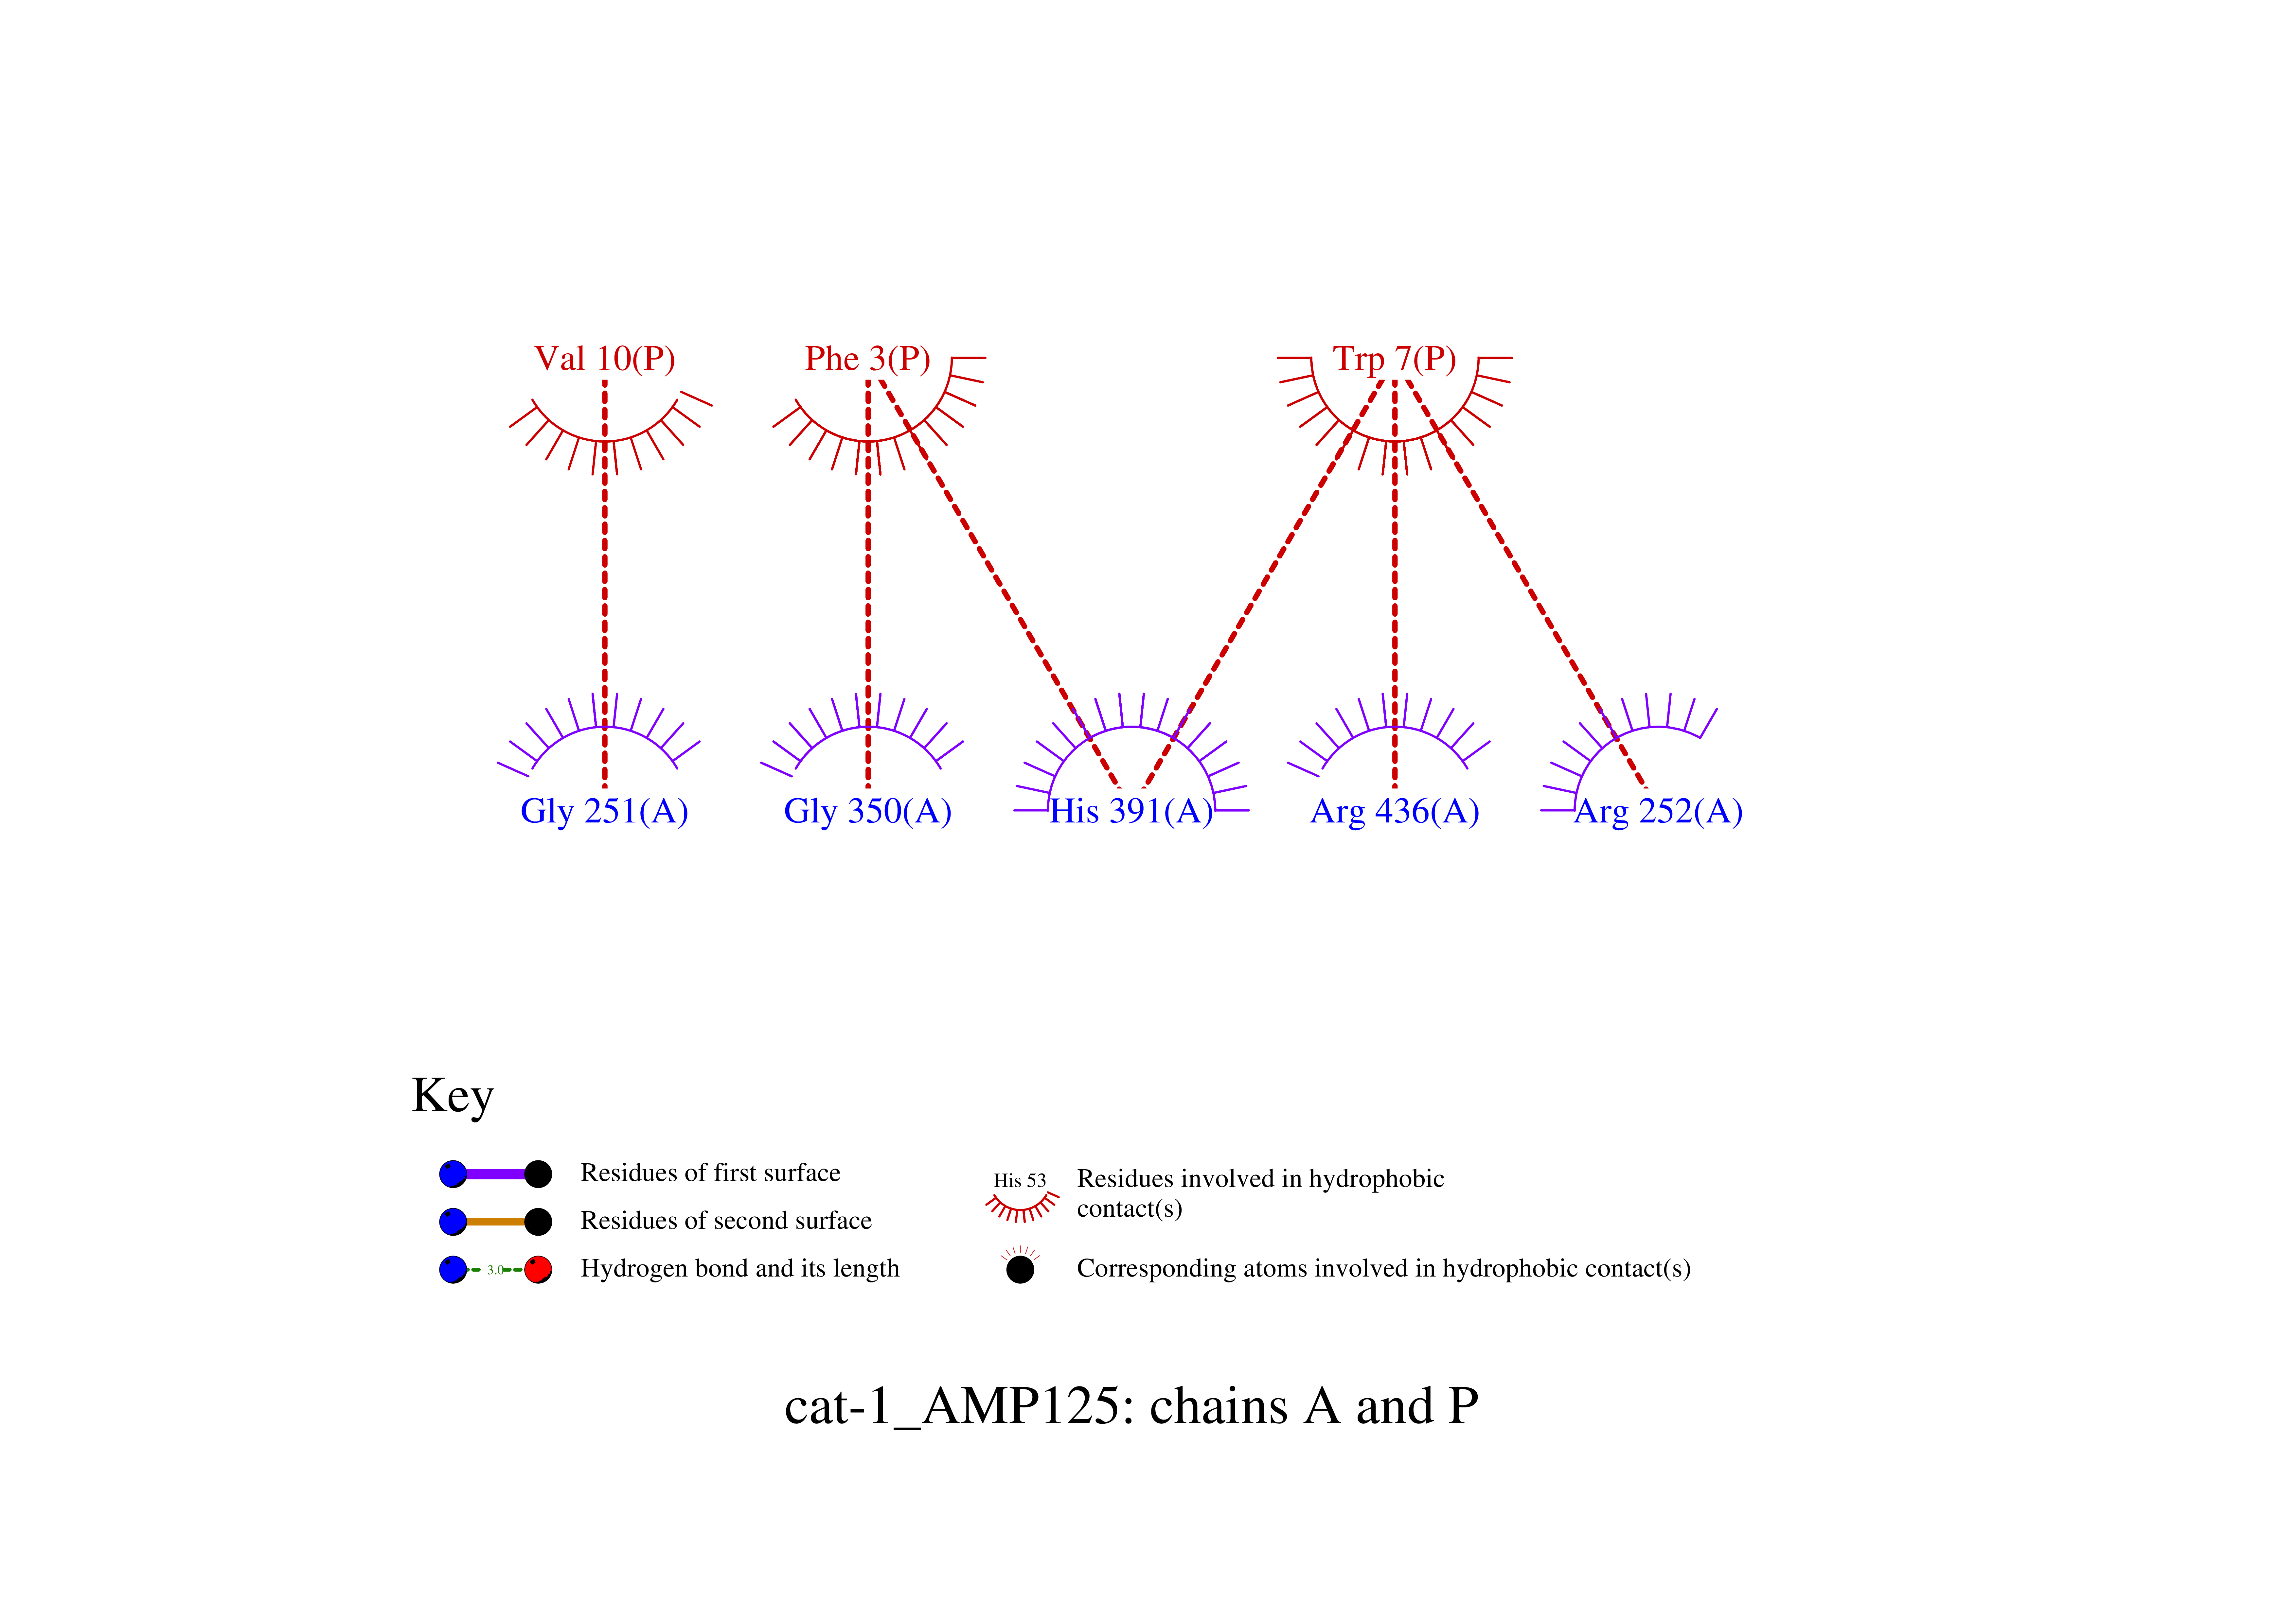 Val 10(P) Phe 3(P) Trp 7(P)
Gly 251(A) Gly 350(A) His 391(A) Arg 436(A) Arg 252(A)
Key
Residues of first surface
Residues of second surface
3.0 Hydrogen bond and its length
His 53 Residues involved in hydrophobic
contact(s)
Corresponding atoms involved in hydrophobic contact(s)
cat-1_AMP125: chains A and P